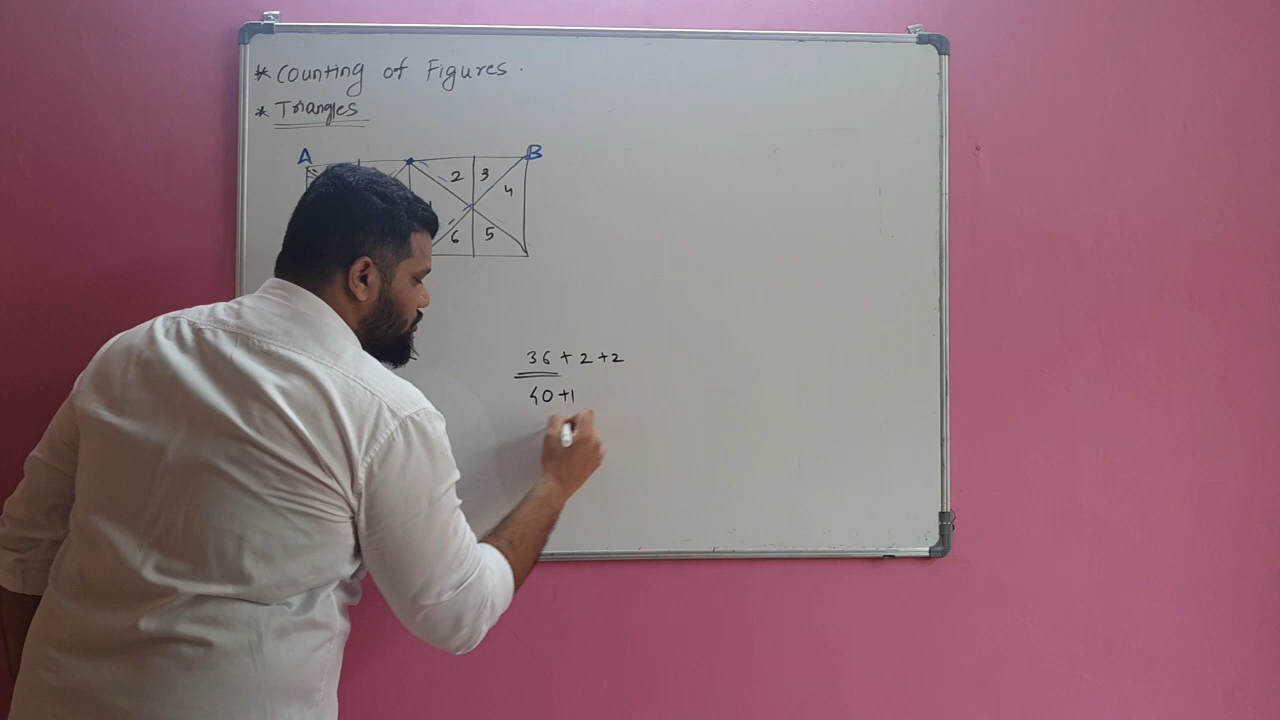 * Counting of Figures.
* Triangles
A B
2 3
4
6 5
36 + 2 + 2
40 + 1